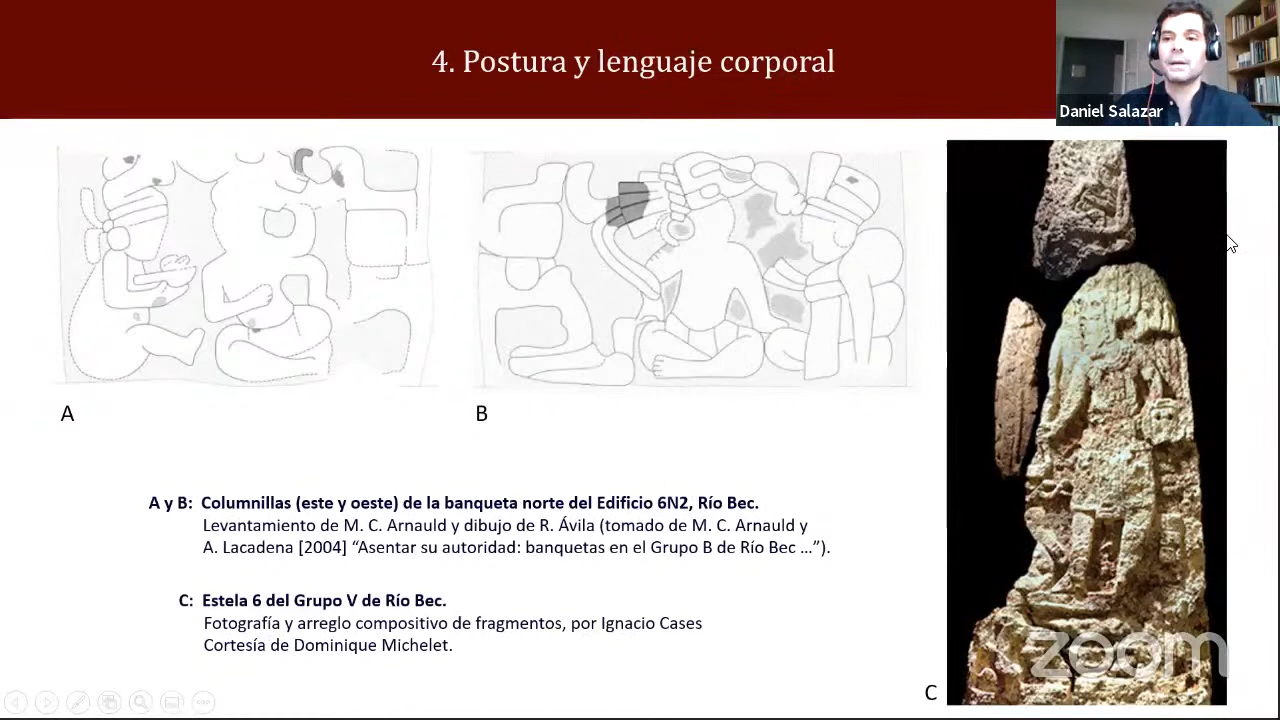 4. Postura y lenguaje corporal
Daniel Salazar
A
B
A y B: Columnillas (este y oeste) de la banqueta norte del Edificio 6N2, Río Bec.
Levantamiento de M. C. Arnauld y dibujo de R. Ávila (tomado de M. C. Arnauld y
A. Lacadena [2004] “Asentar su autoridad: banquetas en el Grupo B de Río Bec ...”).
C: Estela 6 del Grupo V de Río Bec.
Fotografía y arreglo compositivo de fragmentos, por Ignacio Cases
Cortesía de Dominique Michelet.
C
zoom